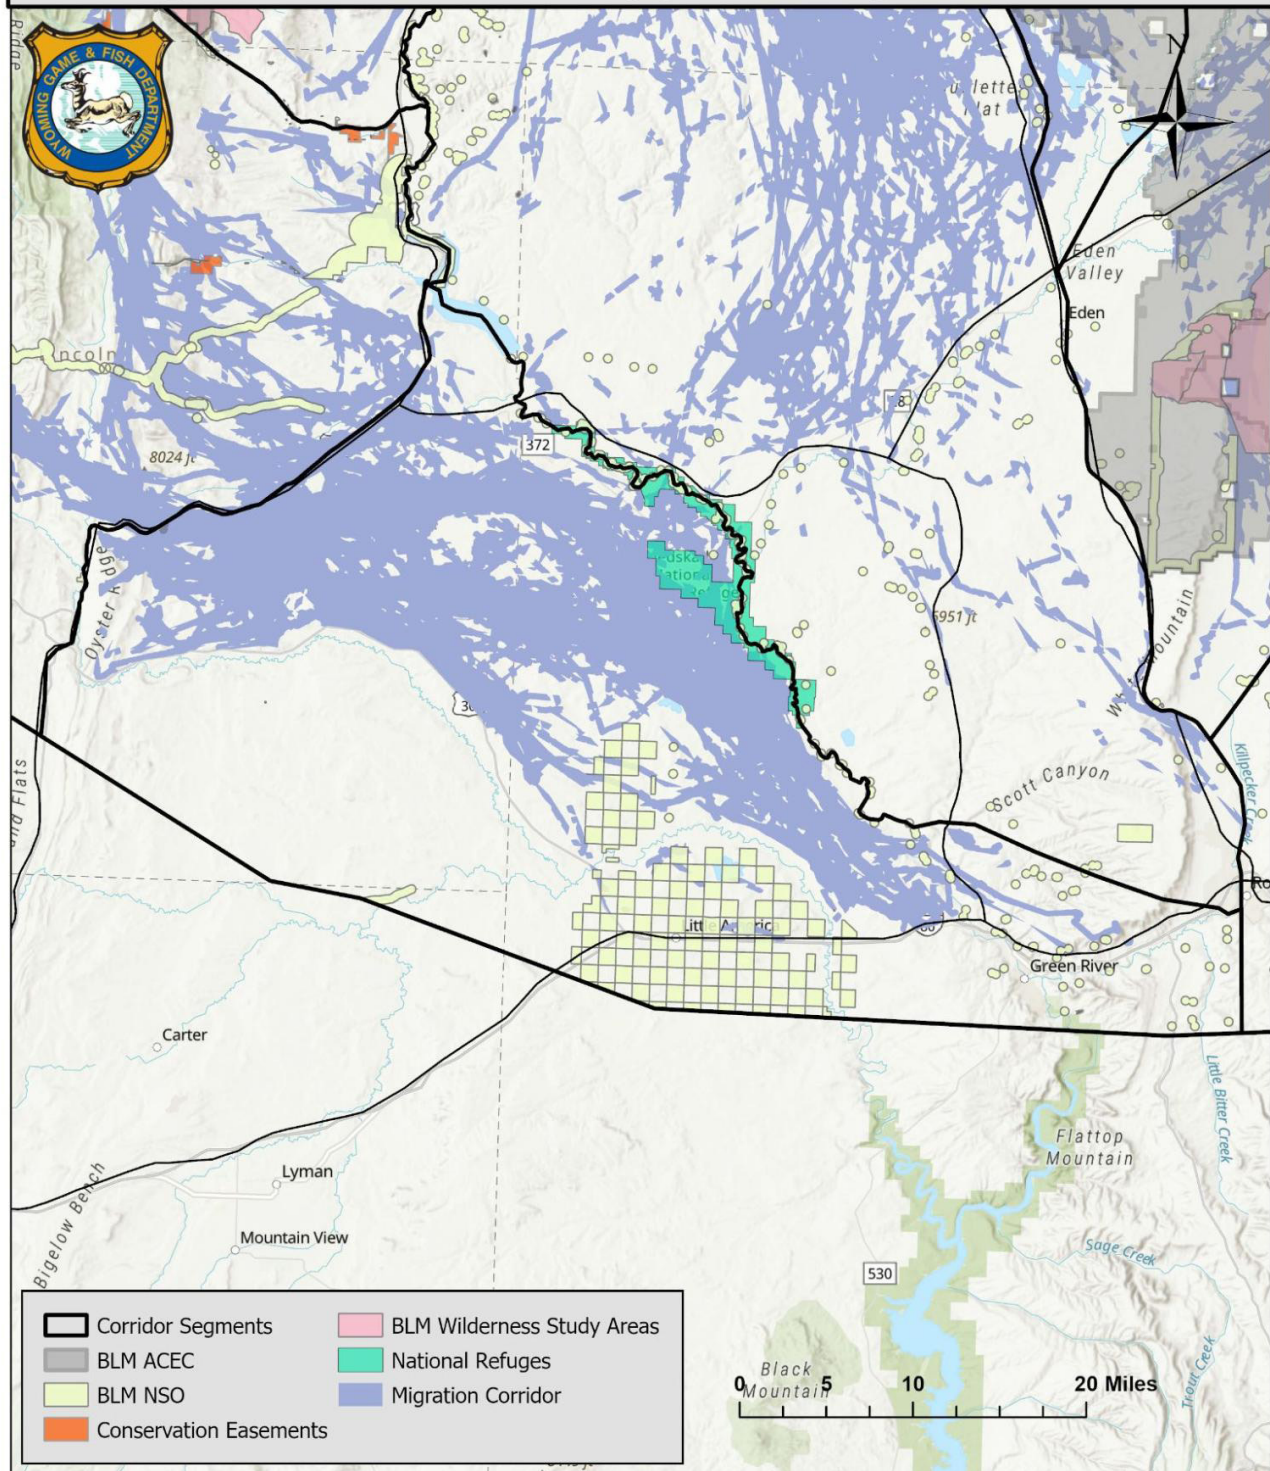 WYOMING GAME & FISH DEPARTMENT
Ridge
N
Eden
Valley
Eden
372
8024 ft
Oyster
Scott Canyon
Killpecker Creek
Little America
Green River
Carter
Lyman
Mountain View
Bigelow Bench
Little Bitter Creek
Flattop
Mountain
Sage Creek
530
Trout Creek
Black
Mountain
0 5 10 20 Miles
Corridor Segments
BLM ACEC
BLM NSO
Conservation Easements
BLM Wilderness Study Areas
National Refuges
Migration Corridor